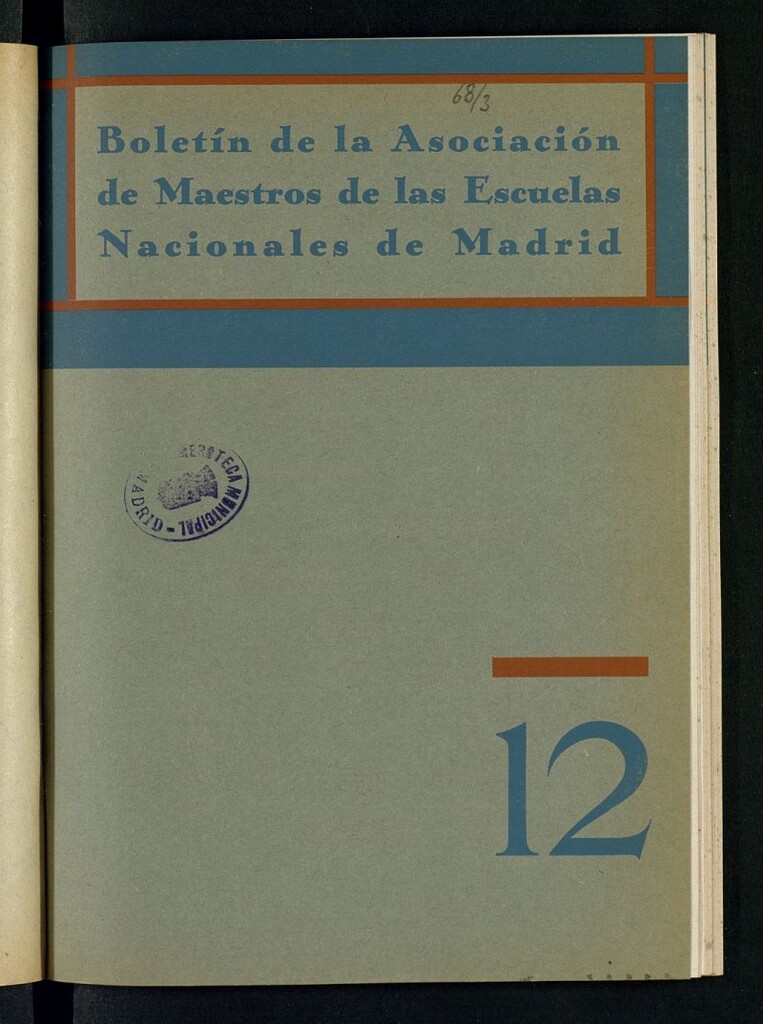 68/3
Boletín de la Asociación
de Maestros de las Escuelas
Nacionales de Madrid
MUNICIPAL - MADRID
12